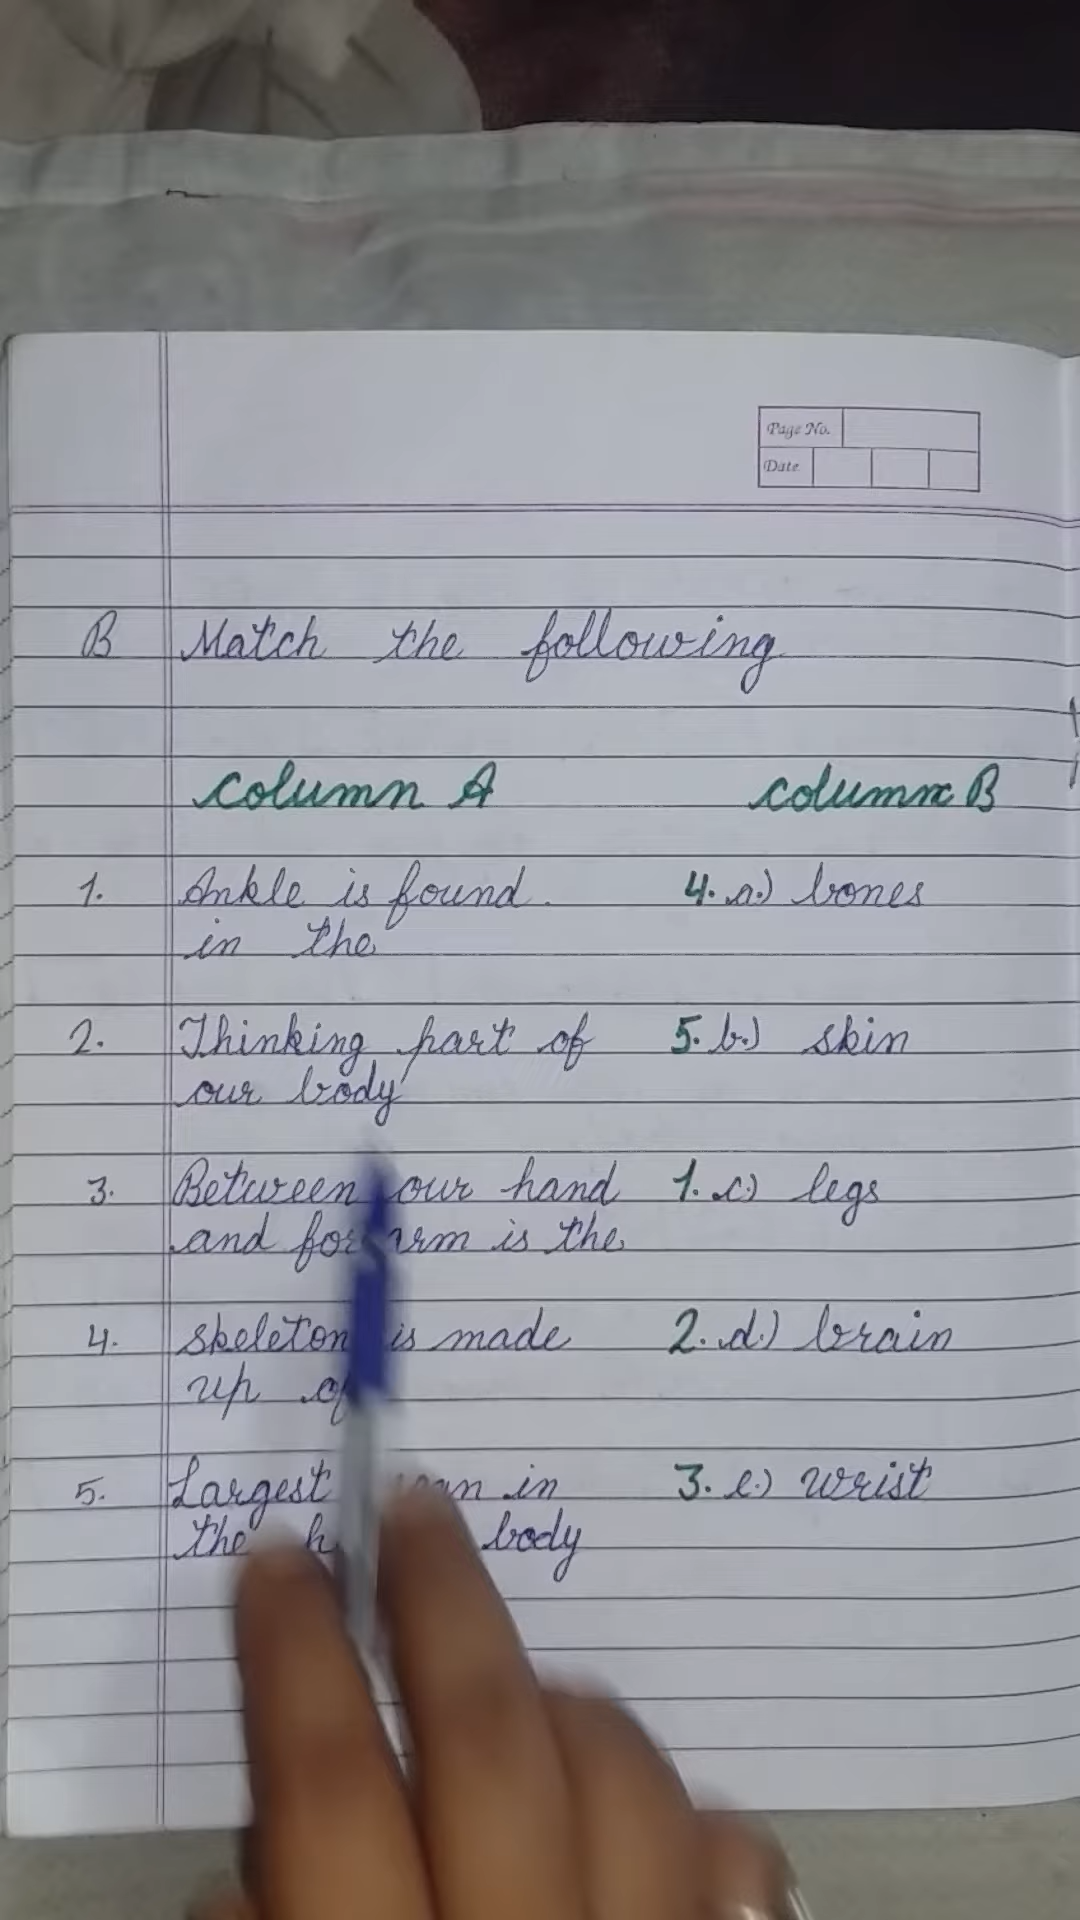 Page No.
Date
B Match the following
column A column B
1. Ankle is found 4. a.) bones
in the
2. Thinking part of 5. b.) skin
our body
3. Between our hand 1. c) legs
and is the
4. skeleton is made 2. d.) brain
up
5. Largest in 3. e.) wrist
the body